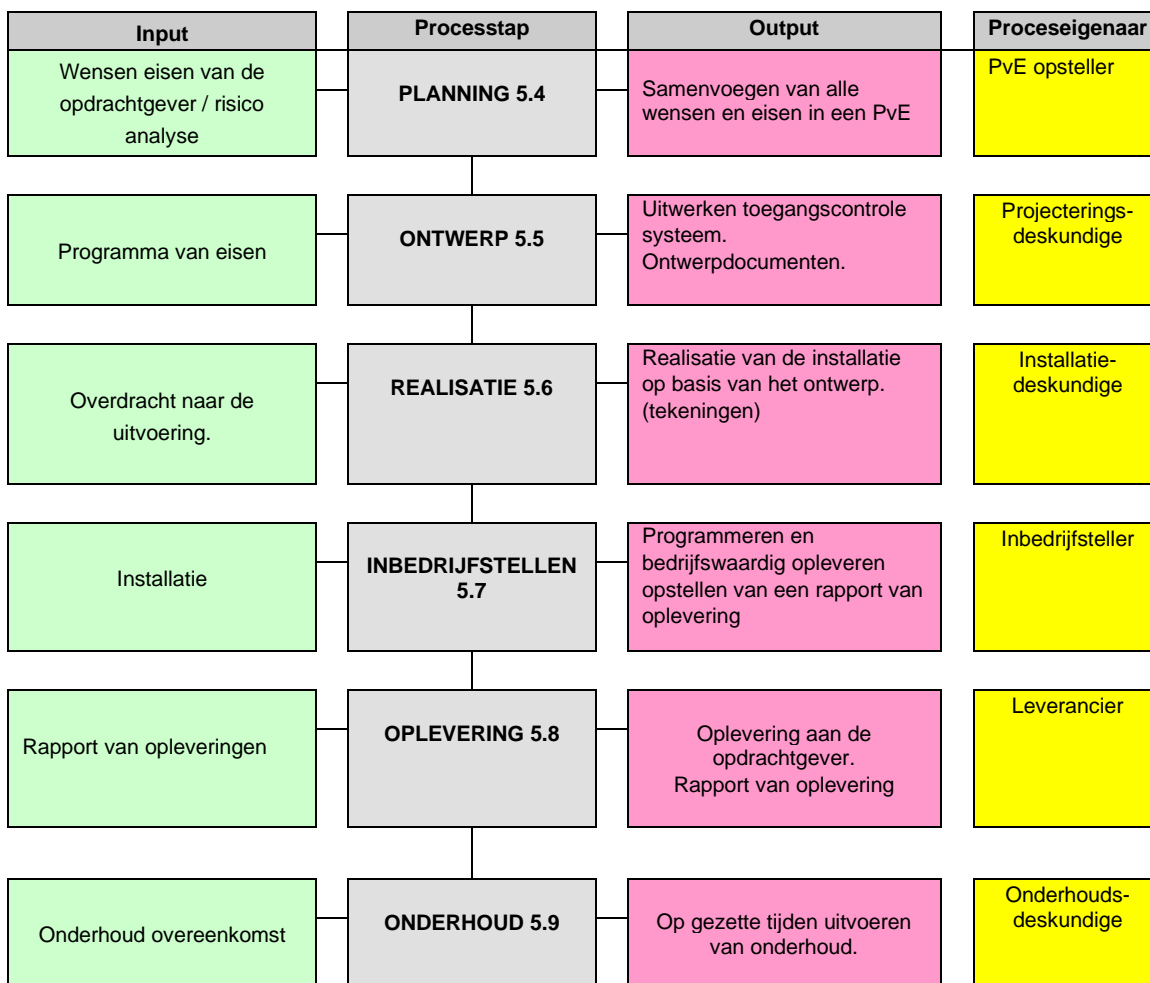 Input
Processtap
Output
Proceseigenaar
Wensen eisen van de
opdrachtgever / risico
analyse
PLANNING 5.4
Samenvoegen van alle
wensen en eisen in een PvE
PvE opsteller
Programma van eisen
ONTWERP 5.5
Uitwerken toegangscontrole
systeem.
Ontwerpdocumenten.
Projecterings-
deskundige
Overdracht naar de
uitvoering.
REALISATIE 5.6
Realisatie van de installatie
op basis van het ontwerp.
(tekeningen)
Installatie-
deskundige
Installatie
INBEDRIJFSTELLEN
5.7
Programmeren en
bedrijfswaardig opleveren
opstellen van een rapport van
oplevering
Inbedrijfsteller
Rapport van opleveringen
OPLEVERING 5.8
Oplevering aan de
opdrachtgever.
Rapport van oplevering
Leverancier
Onderhoud overeenkomst
ONDERHOUD 5.9
Op gezette tijden uitvoeren
van onderhoud.
Onderhouds-
deskundige